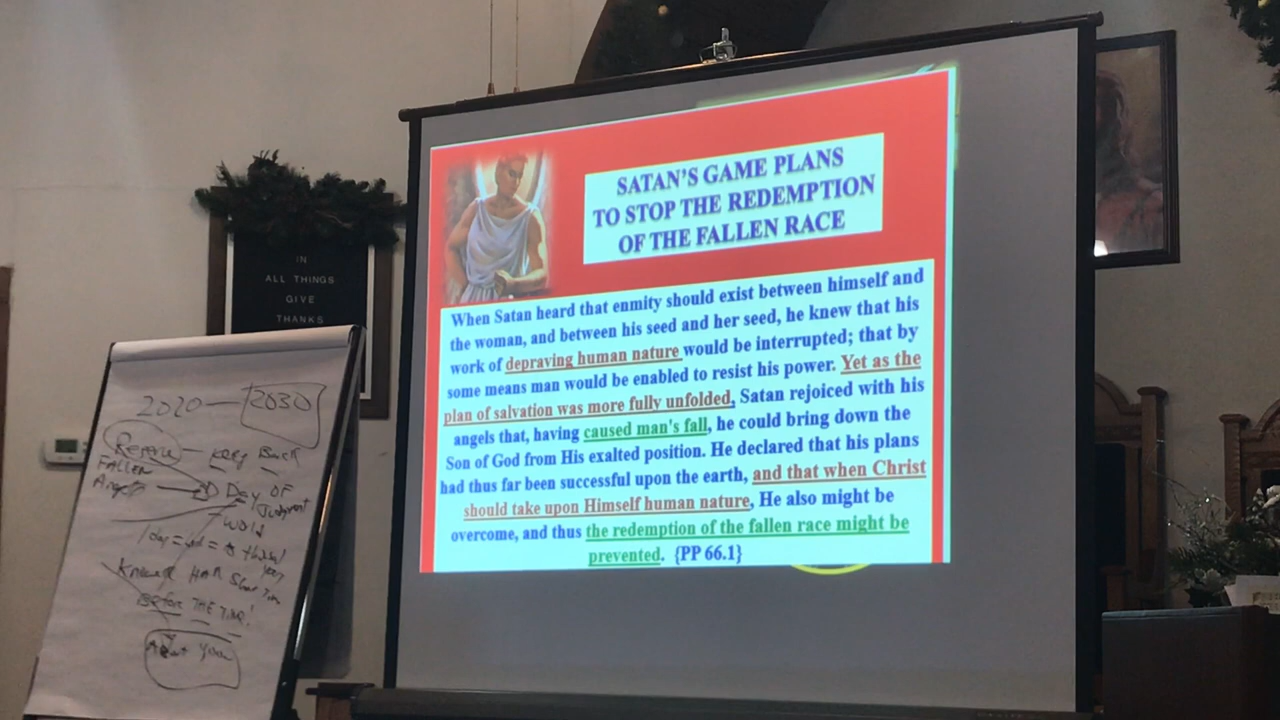 SATAN'S GAME PLANS
TO STOP THE REDEMPTION
OF THE FALLEN RACE
When Satan heard that enmity should exist between himself and
the woman, and between his seed and her seed, he knew that his
work of depraving human nature would be interrupted; that by
some means man would be enabled to resist his power. Yet as the
plan of salvation was more fully unfolded, Satan rejoiced with his
angels that, having caused man's fall, he could bring down the
Son of God from His exalted position. He declared that his plans
had thus far been successful upon the earth, and that when Christ
should take upon Himself human nature, He also might be
overcome, and thus the redemption of the fallen race might be
prevented. {PP 66.1}
IN
ALL THINGS
GIVE
THANKS
2020 — 2030
Reserve — keep Back
FALLEN
Angels
Day OF
Judgment
1 day =
Short Time
Before THE TIME!